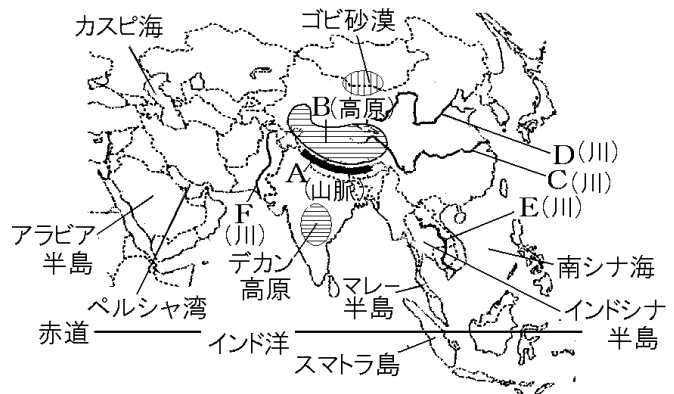 カスピ海
ゴビ砂漠
B(高原)
D(川)
C(川)
A
(山脈)
E(川)
F
(川)
アラビア
半島
デカン
高原
マレー
半島
南シナ海
ペルシャ湾
インドシナ
半島
赤道
インド洋
スマトラ島